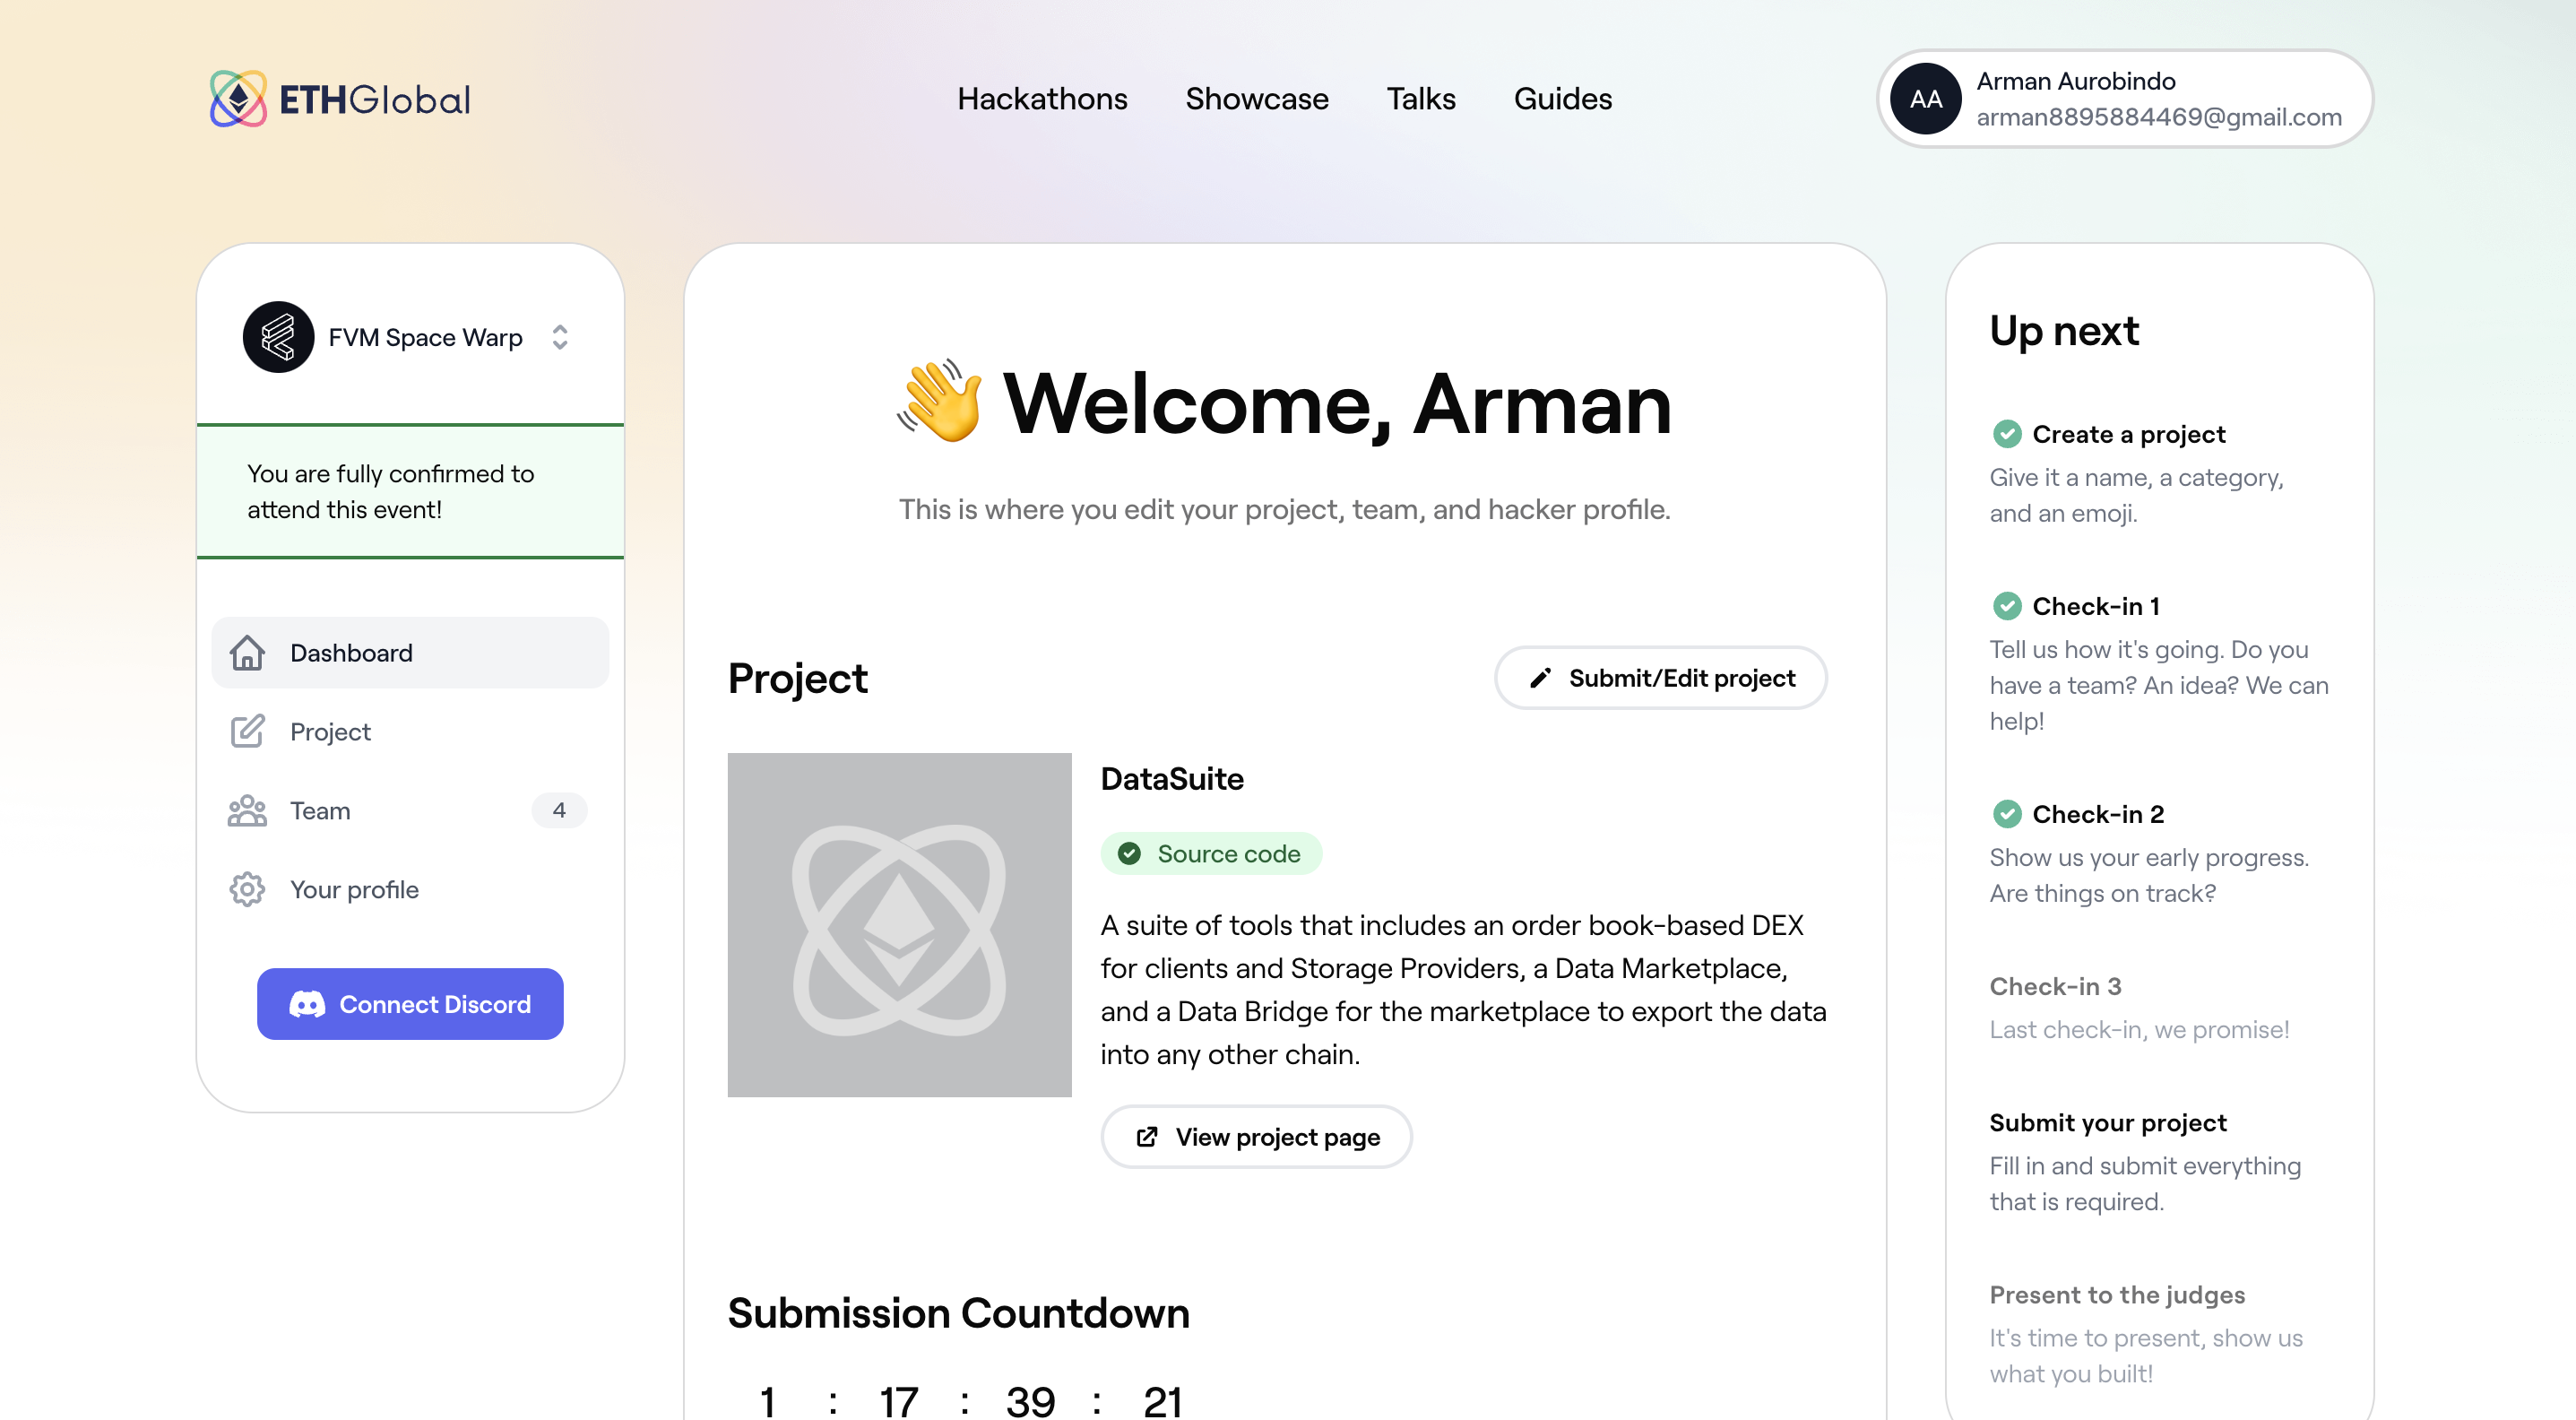 ETHGlobal
Hackathons
Showcase
Talks
Guides
AA
Arman Aurobindo
arman8895884469@gmail.com
FVM Space Warp
You are fully confirmed to
attend this event!
Dashboard
Project
Team
4
Your profile
Connect Discord
👋 Welcome, Arman
This is where you edit your project, team, and hacker profile.
Project
Submit/Edit project
DataSuite
Source code
A suite of tools that includes an order book-based DEX
for clients and Storage Providers, a Data Marketplace,
and a Data Bridge for the marketplace to export the data
into any other chain.
View project page
Submission Countdown
1 : 17 : 39 : 21
Up next
Create a project
Give it a name, a category,
and an emoji.
Check-in 1
Tell us how it's going. Do you
have a team? An idea? We can
help!
Check-in 2
Show us your early progress.
Are things on track?
Check-in 3
Last check-in, we promise!
Submit your project
Fill in and submit everything
that is required.
Present to the judges
It's time to present, show us
what you built!